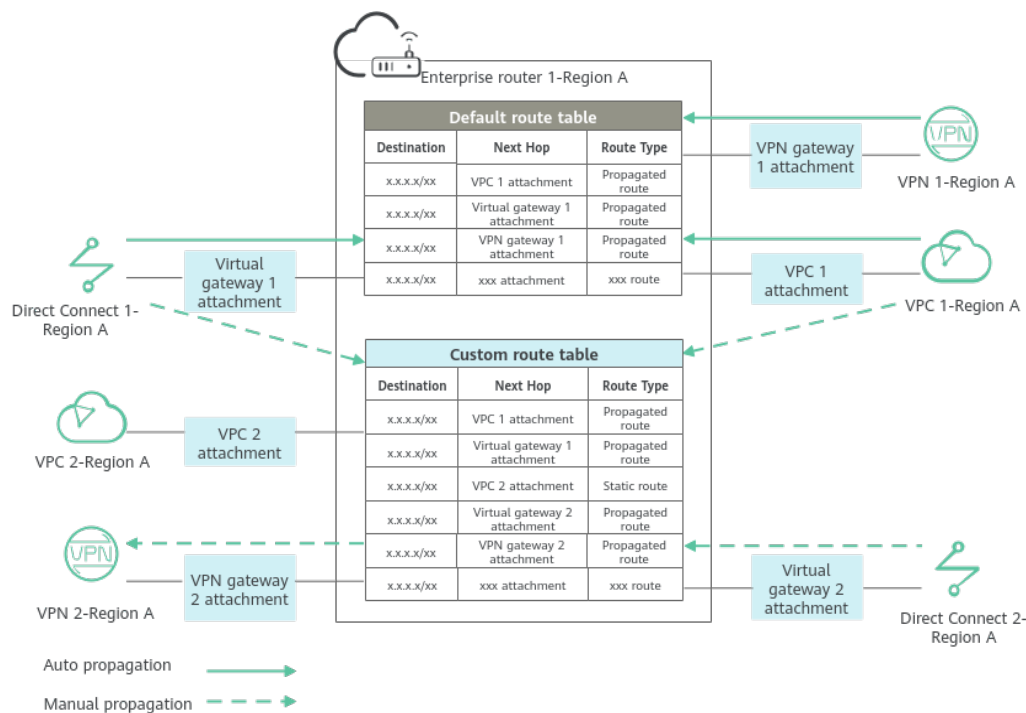 Enterprise router 1-Region A
Default route table
Destination Next Hop Route Type
x.x.x.x/xx VPC 1 attachment Propagated
route
x.x.x.x/xx Virtual gateway 1
attachment Propagated
route
x.x.x.x/xx VPN gateway 1
attachment Propagated
route
x.x.x.x/xx xxx attachment xxx route
VPN
VPN gateway
1 attachment
VPN 1-Region A
Virtual
gateway 1
attachment
Direct Connect 1-
Region A
VPC 1
attachment
VPC 1-Region A
Custom route table
Destination Next Hop Route Type
x.x.x.x/xx VPC 1 attachment Propagated
route
x.x.x.x/xx Virtual gateway 1
attachment Propagated
route
x.x.x.x/xx VPC 2 attachment Static route
x.x.x.x/xx Virtual gateway 2
attachment Propagated
route
x.x.x.x/xx VPN gateway 2
attachment Propagated
route
x.x.x.x/xx xxx attachment xxx route
VPC 2
attachment
VPC 2-Region A
VPN
VPN gateway
2 attachment
VPN 2-Region A
Virtual
gateway 2
attachment
Direct Connect 2-
Region A
Auto propagation
Manual propagation